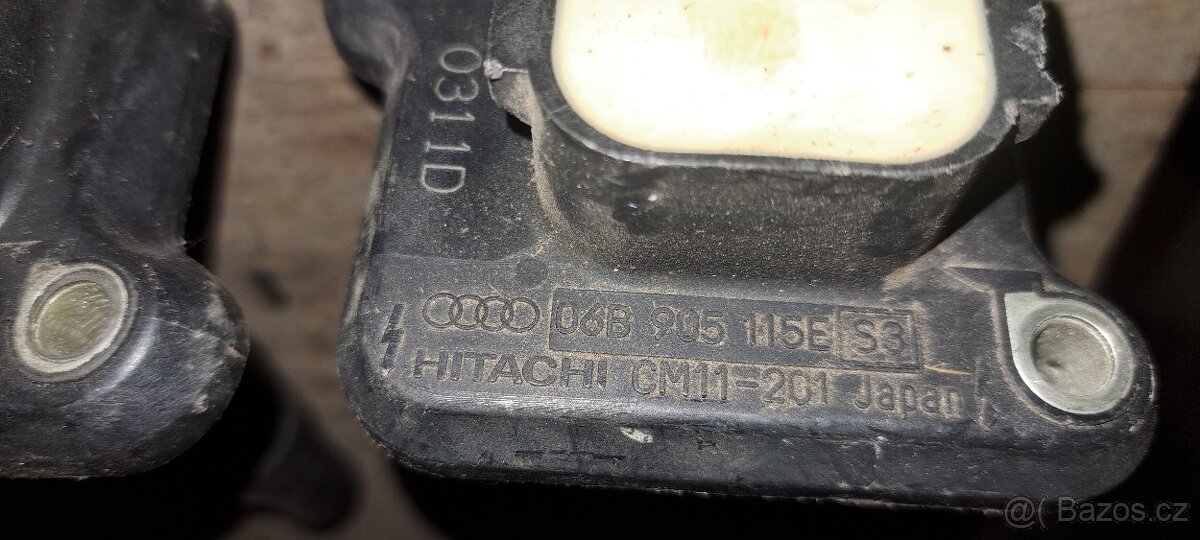 0311D
06B 905 115E S3
HITACHI CM11-201 Japan
@( Bazos.cz